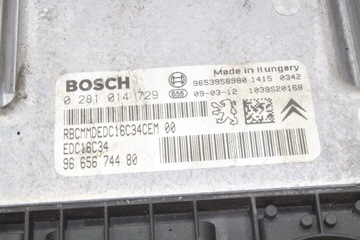 BOSCH
Made in Hungary
9653958980 1415 0342
0 281 014 729
658 09-03-12 1039S20168
RBCMMDEDC16C34CEM 00
EDC16C34
96 656 744 80